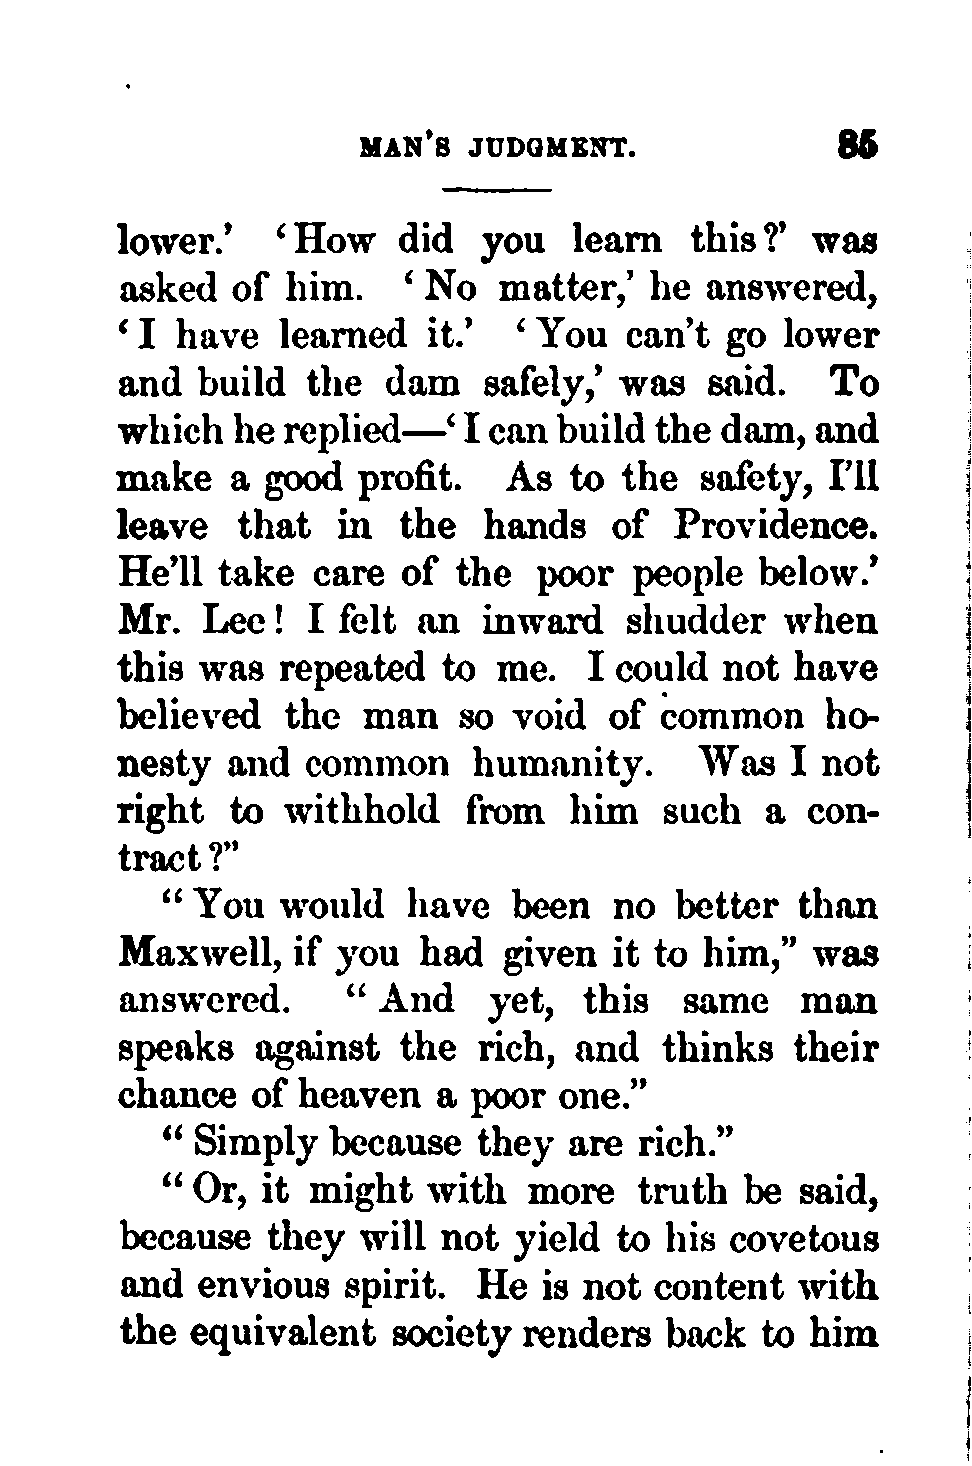 MAN'S JUDGMENT. 85
lower.' 'How did you learn this?' was
asked of him. 'No matter,' he answered,
'I have learned it.' 'You can't go lower
and build the dam safely,' was said. To
which he replied—'I can build the dam, and
make a good profit. As to the safety, I'll
leave that in the hands of Providence.
He'll take care of the poor people below.'
Mr. Lee! I felt an inward shudder when
this was repeated to me. I could not have
believed the man so void of common ho-
nesty and common humanity. Was I not
right to withhold from him such a con-
tract?"
"You would have been no better than
Maxwell, if you had given it to him," was
answered. "And yet, this same man
speaks against the rich, and thinks their
chance of heaven a poor one."
"Simply because they are rich."
"Or, it might with more truth be said,
because they will not yield to his covetous
and envious spirit. He is not content with
the equivalent society renders back to him